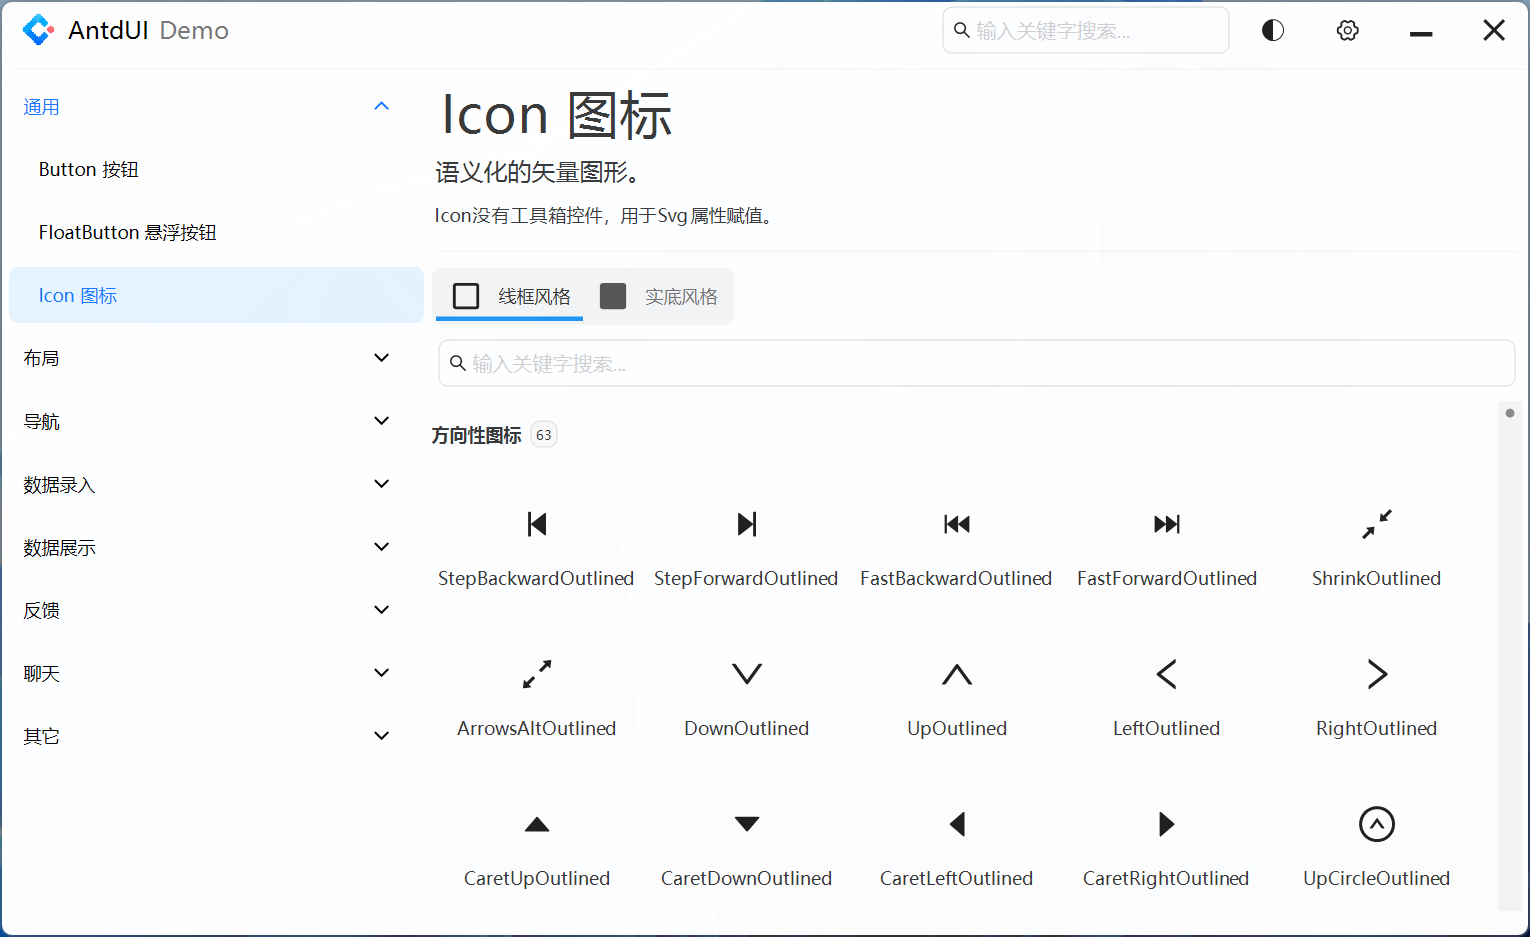 AntdUI Demo
输入关键字搜索...
通用
Button 按钮
FloatButton 悬浮按钮
Icon 图标
布局
导航
数据录入
数据展示
反馈
聊天
其它
Icon 图标
语义化的矢量图形。
Icon没有工具箱控件，用于Svg属性赋值。
线框风格 实底风格
输入关键字搜索...
方向性图标 63
StepBackwardOutlined StepForwardOutlined FastBackwardOutlined FastForwardOutlined ShrinkOutlined
ArrowsAltOutlined DownOutlined UpOutlined LeftOutlined RightOutlined
CaretUpOutlined CaretDownOutlined CaretLeftOutlined CaretRightOutlined UpCircleOutlined